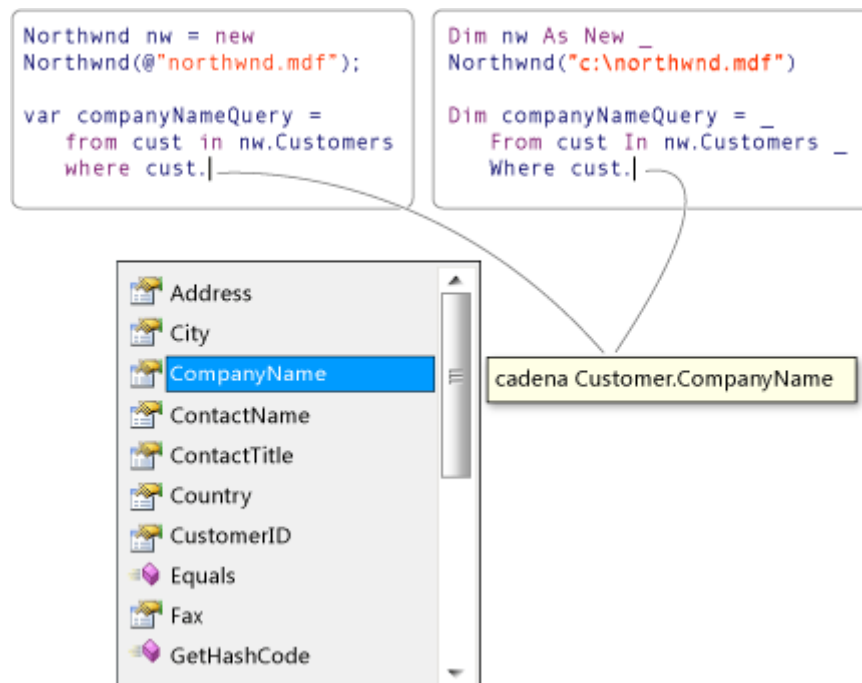 Northwnd nw = new
Northwnd(@"northwnd.mdf");
var companyNameQuery =
from cust in nw.Customers
where cust.
Dim nw As New _
Northwnd("c:\northwnd.mdf")
Dim companyNameQuery = _
From cust In nw.Customers _
Where cust.
Address
City
CompanyName
cadena Customer.CompanyName
ContactName
ContactTitle
Country
CustomerID
Equals
Fax
GetHashCode